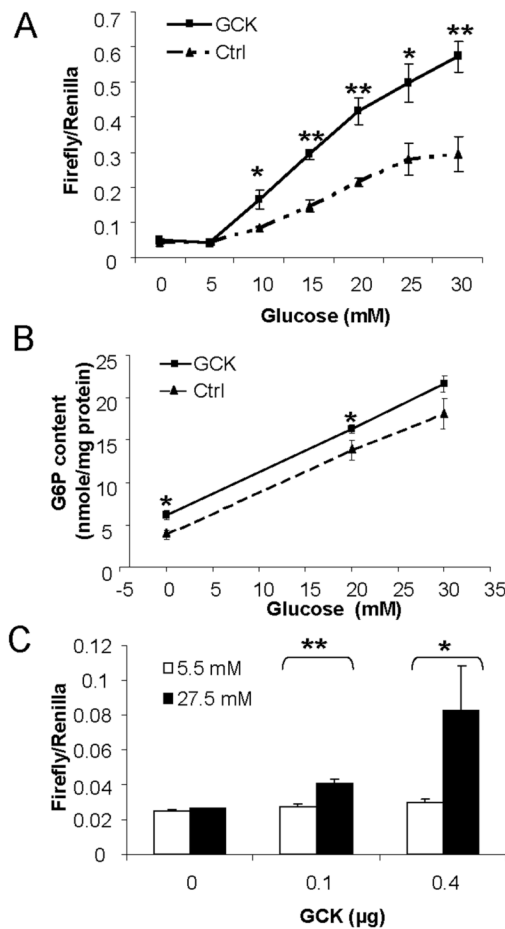 A
GCK
Ctrl
0.7
0.6
0.5
0.4
0.3
0.2
0.1
0
Firefly/Renilla
* ** ** * **
0 5 10 15 20 25 30
Glucose (mM)
B
GCK
Ctrl
25
20
15
10
5
0
G6P content
(nmole/mg protein)
* *
-5 0 5 10 15 20 25 30 35
Glucose (mM)
C
5.5 mM
27.5 mM
0.12
0.1
0.08
0.06
0.04
0.02
0
Firefly/Renilla
** *
0 0.1 0.4
GCK (µg)